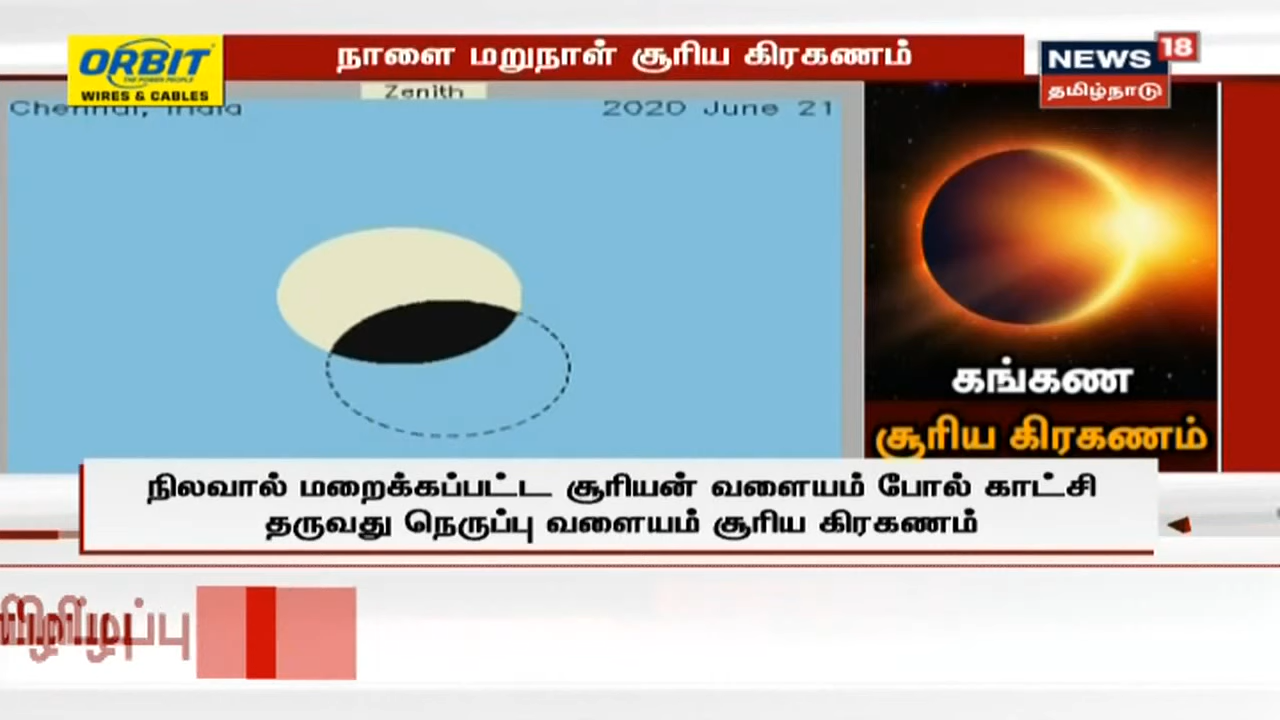 ORBIT
THE POWER PEOPLE
WIRES & CABLES
நாளை மறுநாள் சூரிய கிரகணம்
NEWS 18
தமிழ்நாடு
Zenith
Chennai, India
2020 June 21
கங்கண
சூரிய கிரகணம்
நிலவால் மறைக்கப்பட்ட சூரியன் வளையம் போல் காட்சி
தருவது நெருப்பு வளையம் சூரிய கிரகணம்